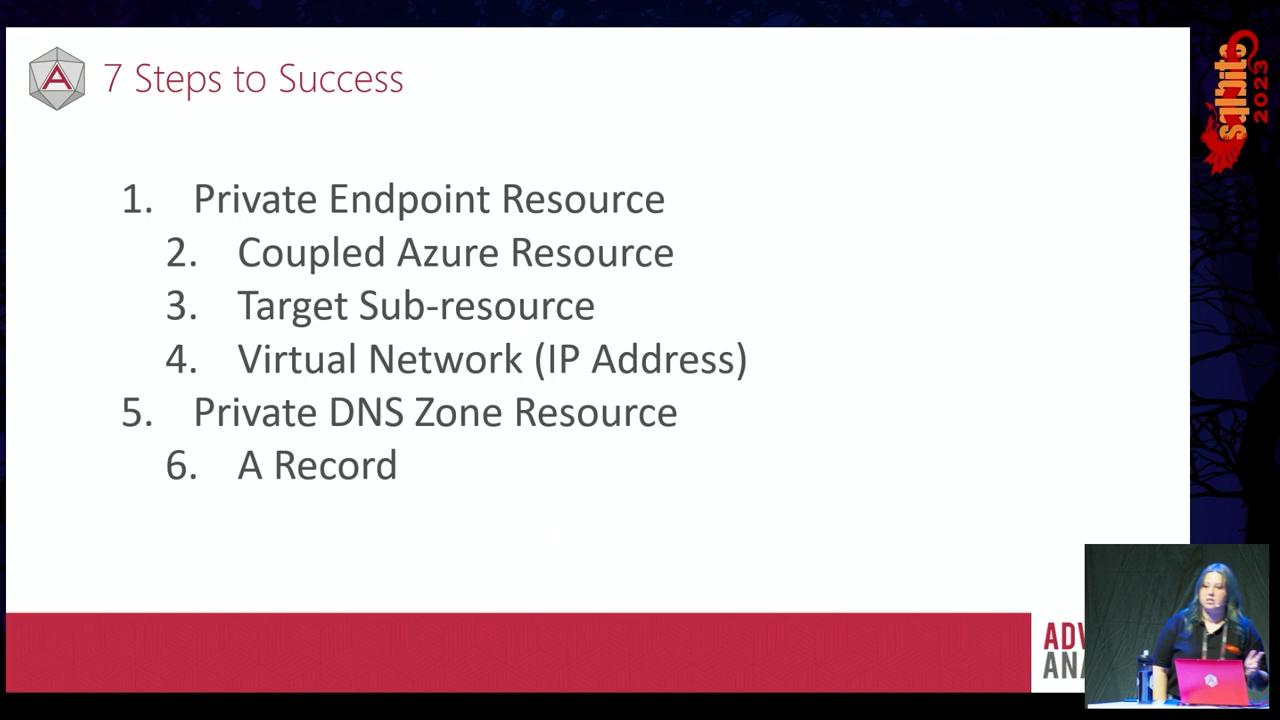 A
7 Steps to Success
sqlbits
2023
1. Private Endpoint Resource
2. Coupled Azure Resource
3. Target Sub-resource
4. Virtual Network (IP Address)
5. Private DNS Zone Resource
6. A Record